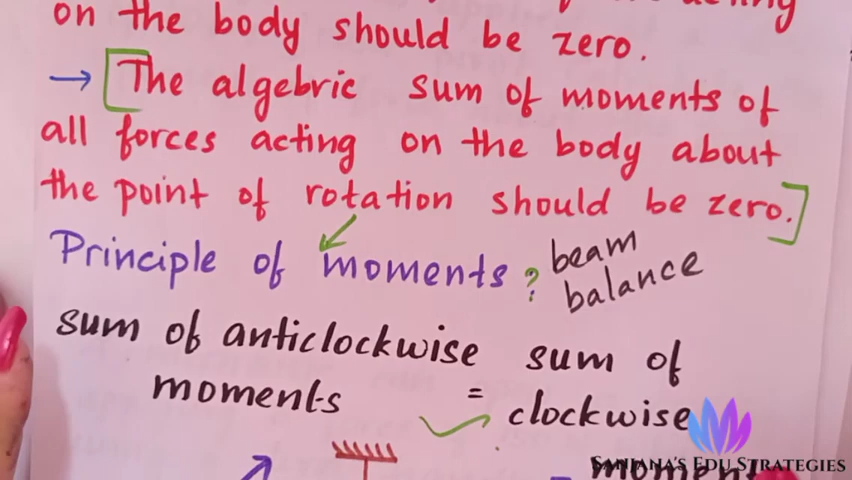 acting
on the body should be zero.
→ [The algebric sum of moments of
all forces acting on the body about
the point of rotation should be zero.]
Principle of moments ? beam
balance
sum of anticlockwise sum of
moments = clockwise
moment
SANJANA'S EDU STRATEGIES